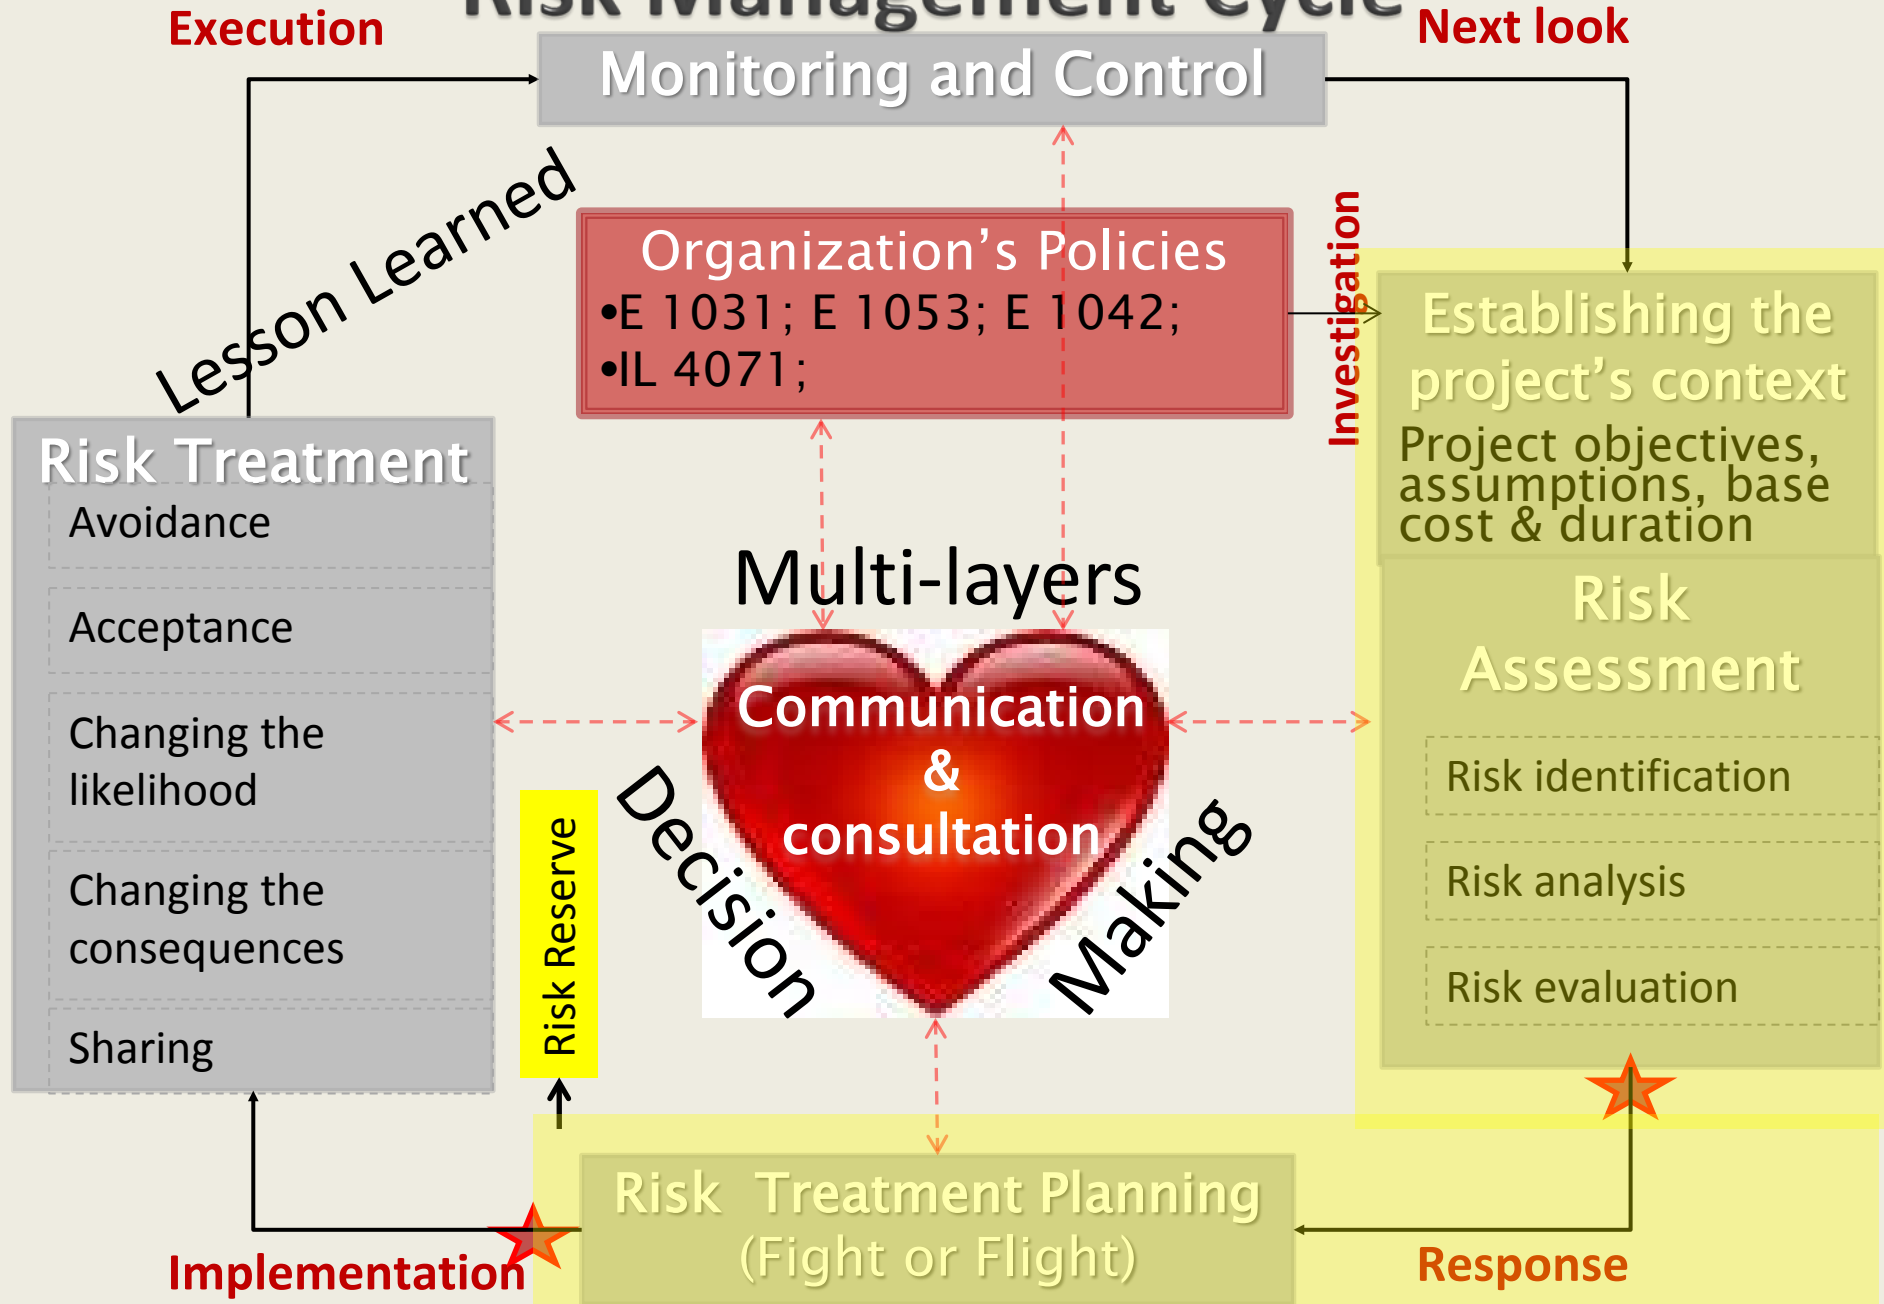 Risk Management Cycle
Execution
Next look
Monitoring and Control
Lesson Learned
Organization’s Policies
•E 1031; E 1053; E 1042;
•IL 4071;
Investigation
Establishing the
project’s context
Project objectives,
assumptions, base
cost & duration
Risk Treatment
Avoidance
Acceptance
Changing the
likelihood
Changing the
consequences
Sharing
Multi-layers
Communication
&
consultation
Decision
Making
Risk Reserve
Risk
Assessment
Risk identification
Risk analysis
Risk evaluation
Risk  Treatment Planning
(Fight or Flight)
Implementation
Response